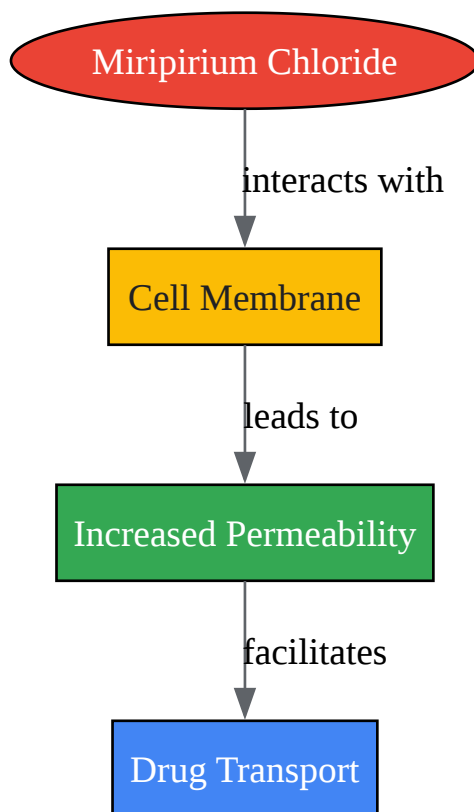 Miripirium Chloride
interacts with
Cell Membrane
leads to
Increased Permeability
facilitates
Drug Transport